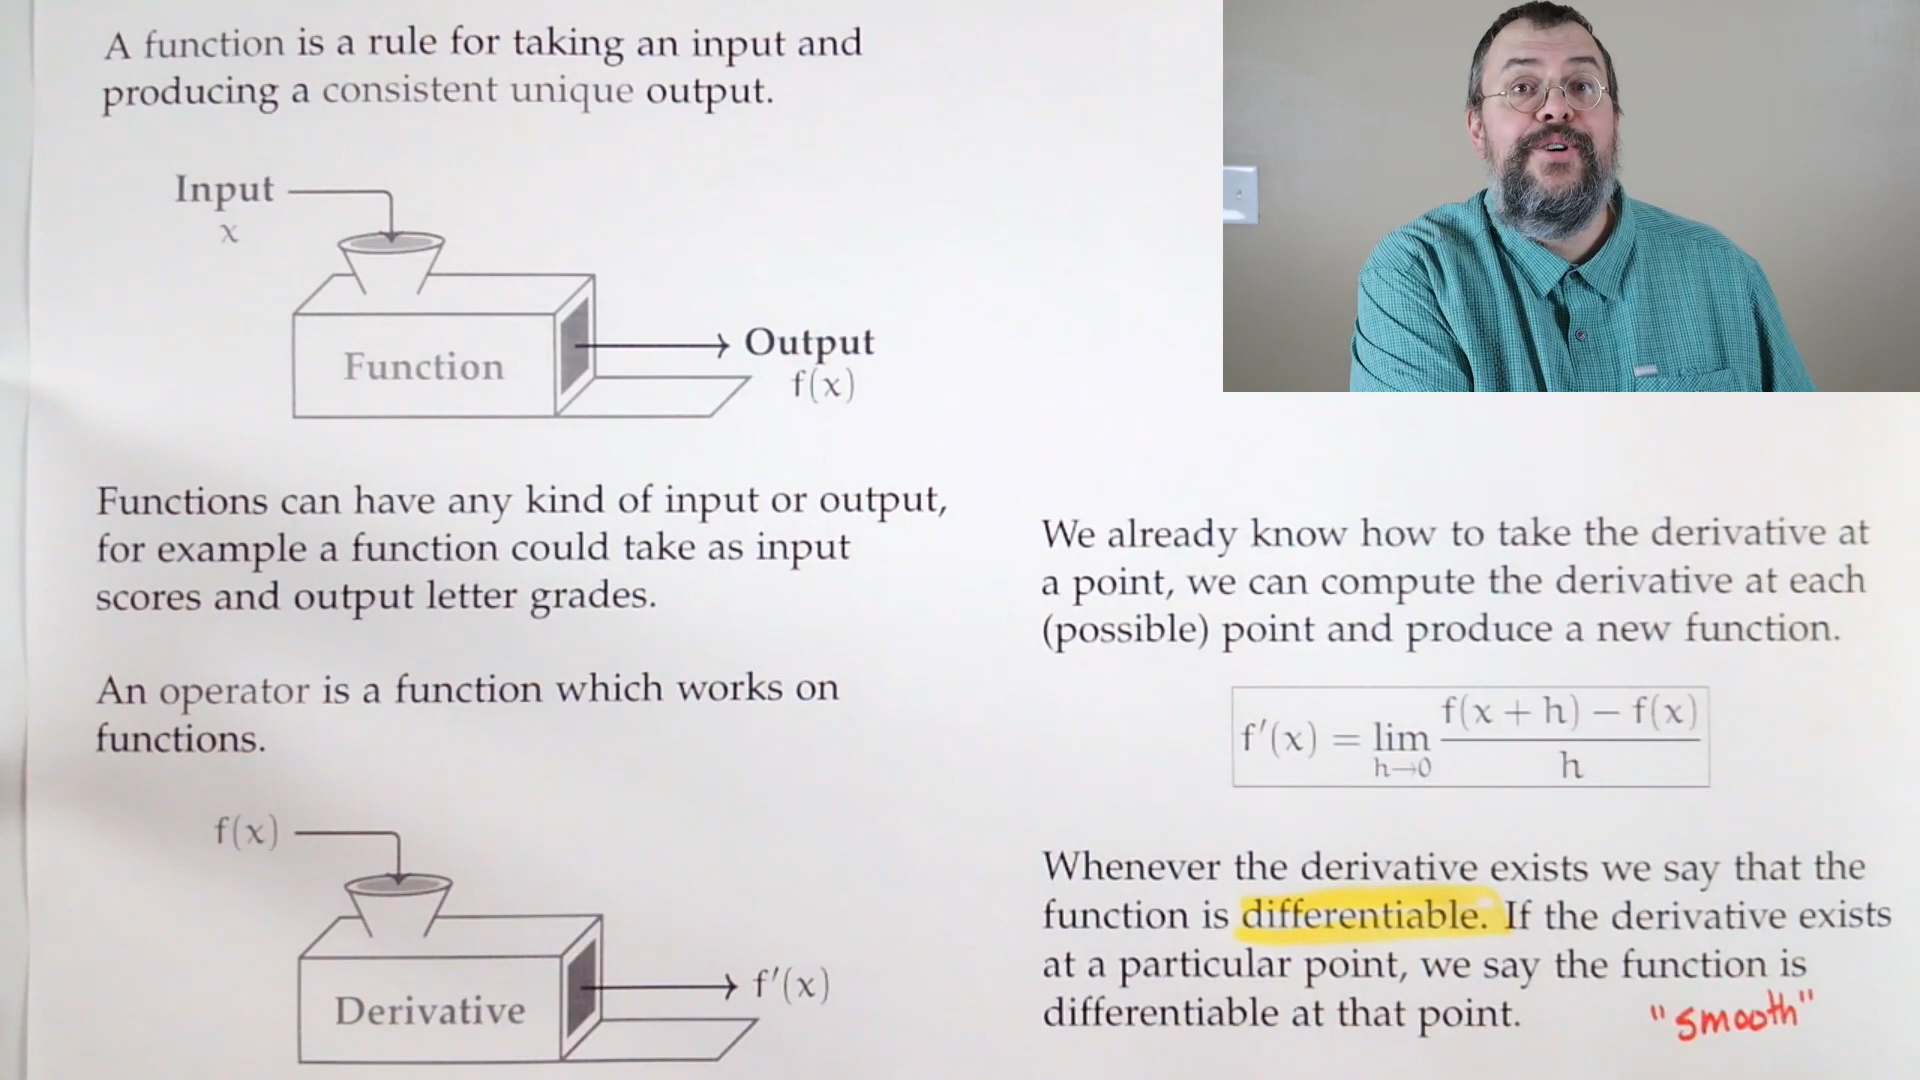 A function is a rule for taking an input and
producing a consistent unique output.
Input
x
Function
Output
f(x)
Functions can have any kind of input or output,
for example a function could take as input
scores and output letter grades.
An operator is a function which works on
functions.
f(x)
Derivative
f′(x)
We already know how to take the derivative at
a point, we can compute the derivative at each
(possible) point and produce a new function.
f′(x) = lim h→0 f(x + h) − f(x) / h
Whenever the derivative exists we say that the
function is differentiable. If the derivative exists
at a particular point, we say the function is
differentiable at that point.
"smooth"